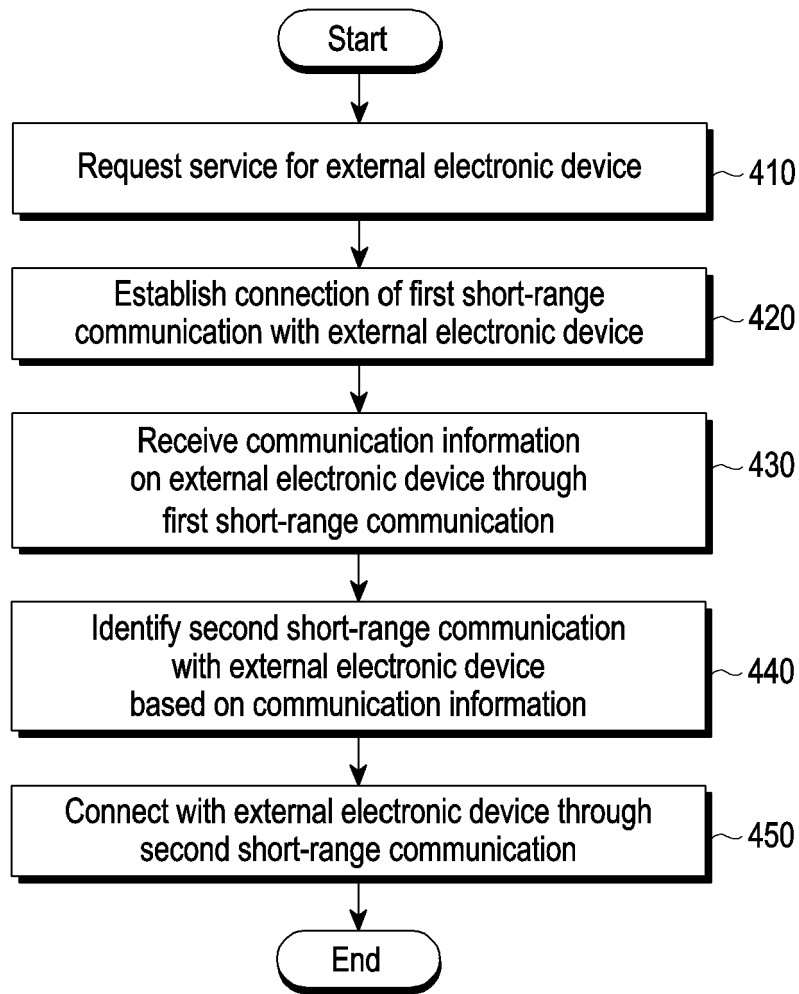 Start
Request service for external electronic device
410
Establish connection of first short-range
communication with external electronic device
420
Receive communication information
on external electronic device through
first short-range communication
430
Identify second short-range communication
with external electronic device
based on communication information
440
Connect with external electronic device through
second short-range communication
450
End